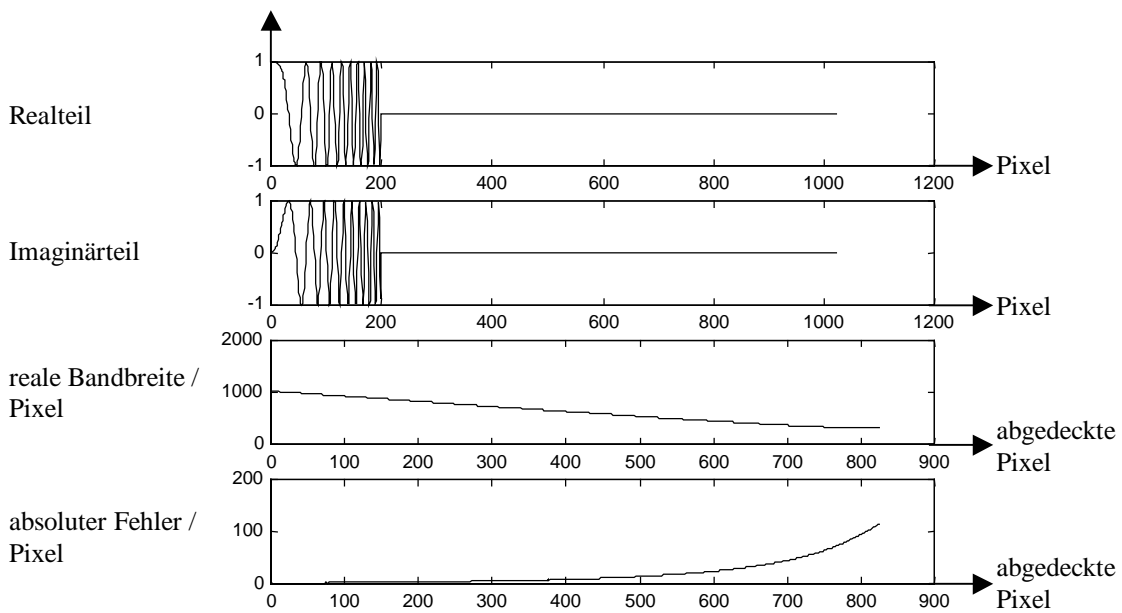 1
Realteil
0
-1
0 200 400 600 800 1000 1200
Pixel
1
Imaginärteil
0
-1
0 200 400 600 800 1000 1200
Pixel
2000
reale Bandbreite /
Pixel
1000
0
0 100 200 300 400 500 600 700 800 900
abgedeckte
Pixel
200
absoluter Fehler /
Pixel
100
0
0 100 200 300 400 500 600 700 800 900
abgedeckte
Pixel